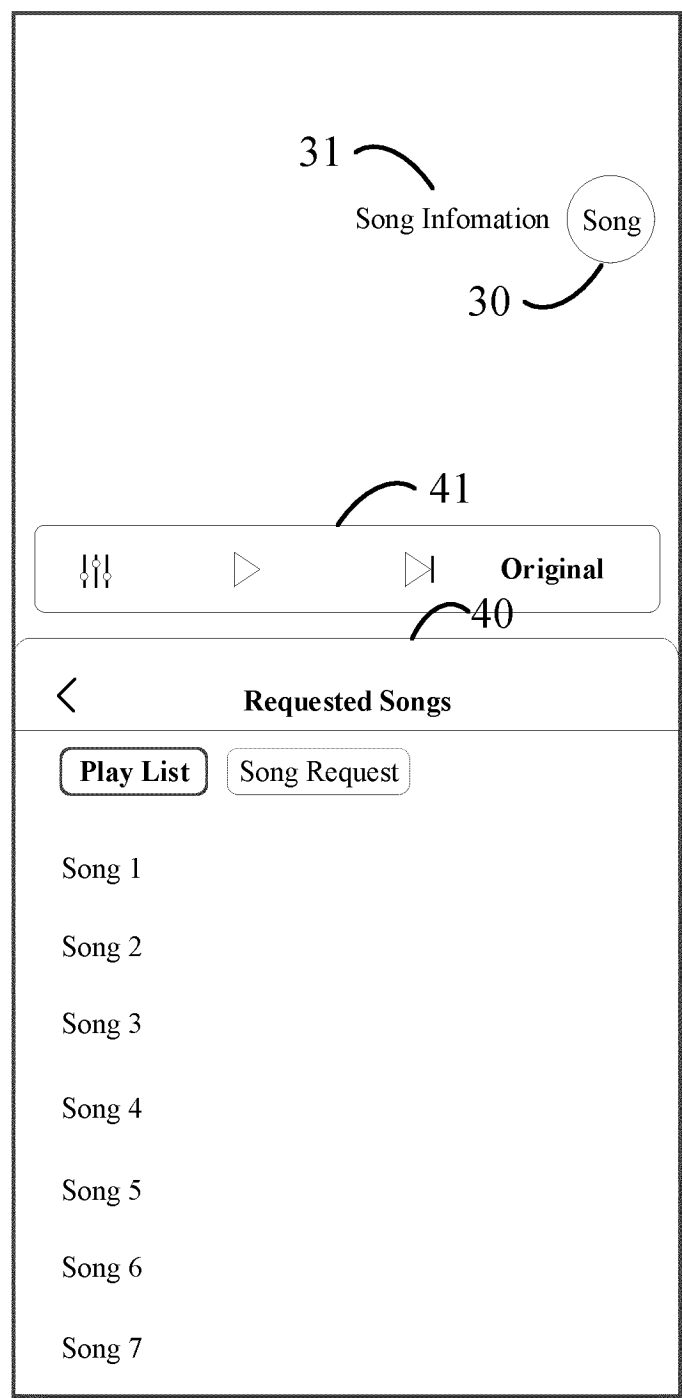 31
Song Infomation
Song
30
41
Original
40
Requested Songs
Play List
Song Request
Song 1
Song 2
Song 3
Song 4
Song 5
Song 6
Song 7